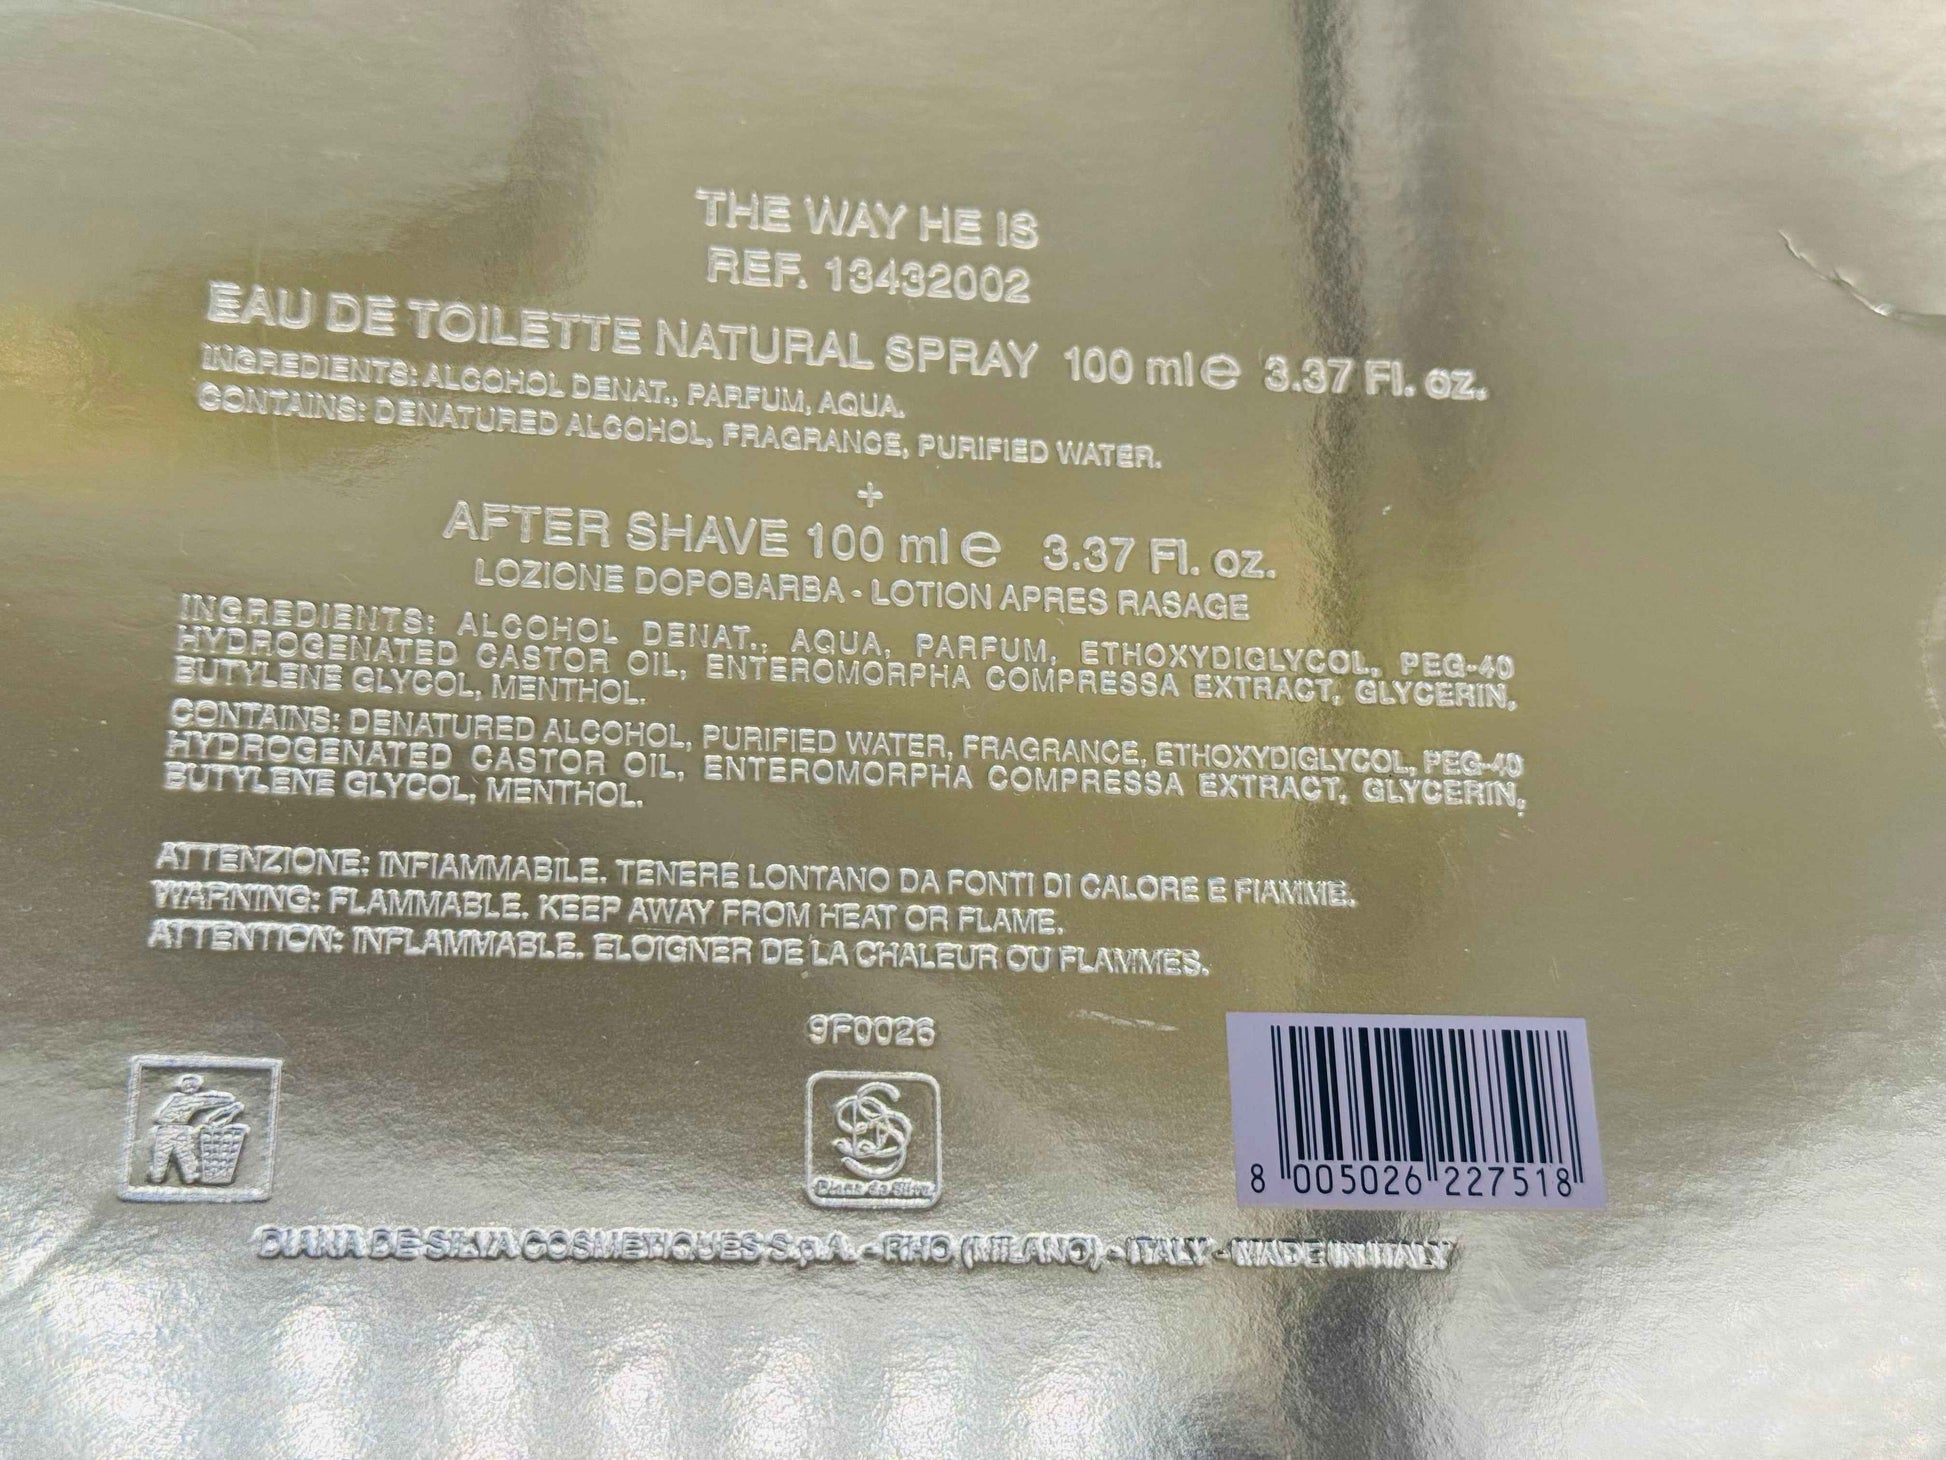 THE WAY HE IS
REF. 13432002
EAU DE TOILETTE NATURAL SPRAY 100 ml e 3.37 Fl. oz.
INGREDIENTS: ALCOHOL DENAT., PARFUM, AQUA.
CONTAINS: DENATURED ALCOHOL, FRAGRANCE, PURIFIED WATER.
+
AFTER SHAVE 100 ml e 3.37 Fl. oz.
LOZIONE DOPOBARBA - LOTION APRES RASAGE
INGREDIENTS: ALCOHOL DENAT., AQUA, PARFUM, ETHOXYDIGLYCOL, PEG-40
HYDROGENATED CASTOR OIL, ENTEROMORPHA COMPRESSA EXTRACT, GLYCERIN,
BUTYLENE GLYCOL, MENTHOL.
CONTAINS: DENATURED ALCOHOL, PURIFIED WATER, FRAGRANCE, ETHOXYDIGLYCOL, PEG-40
HYDROGENATED CASTOR OIL, ENTEROMORPHA COMPRESSA EXTRACT, GLYCERIN,
BUTYLENE GLYCOL, MENTHOL.
ATTENZIONE: INFIAMMABILE. TENERE LONTANO DA FONTI DI CALORE E FIAMME.
WARNING: FLAMMABLE. KEEP AWAY FROM HEAT OR FLAME.
ATTENTION: INFLAMMABLE. ELOIGNER DE LA CHALEUR OU FLAMMES.
9F0026
Diana de Silva
8 005026 227518
DIANA DE SILVA COSMETIQUES S.p.A. - RHO (MILANO) - ITALY - MADE IN ITALY